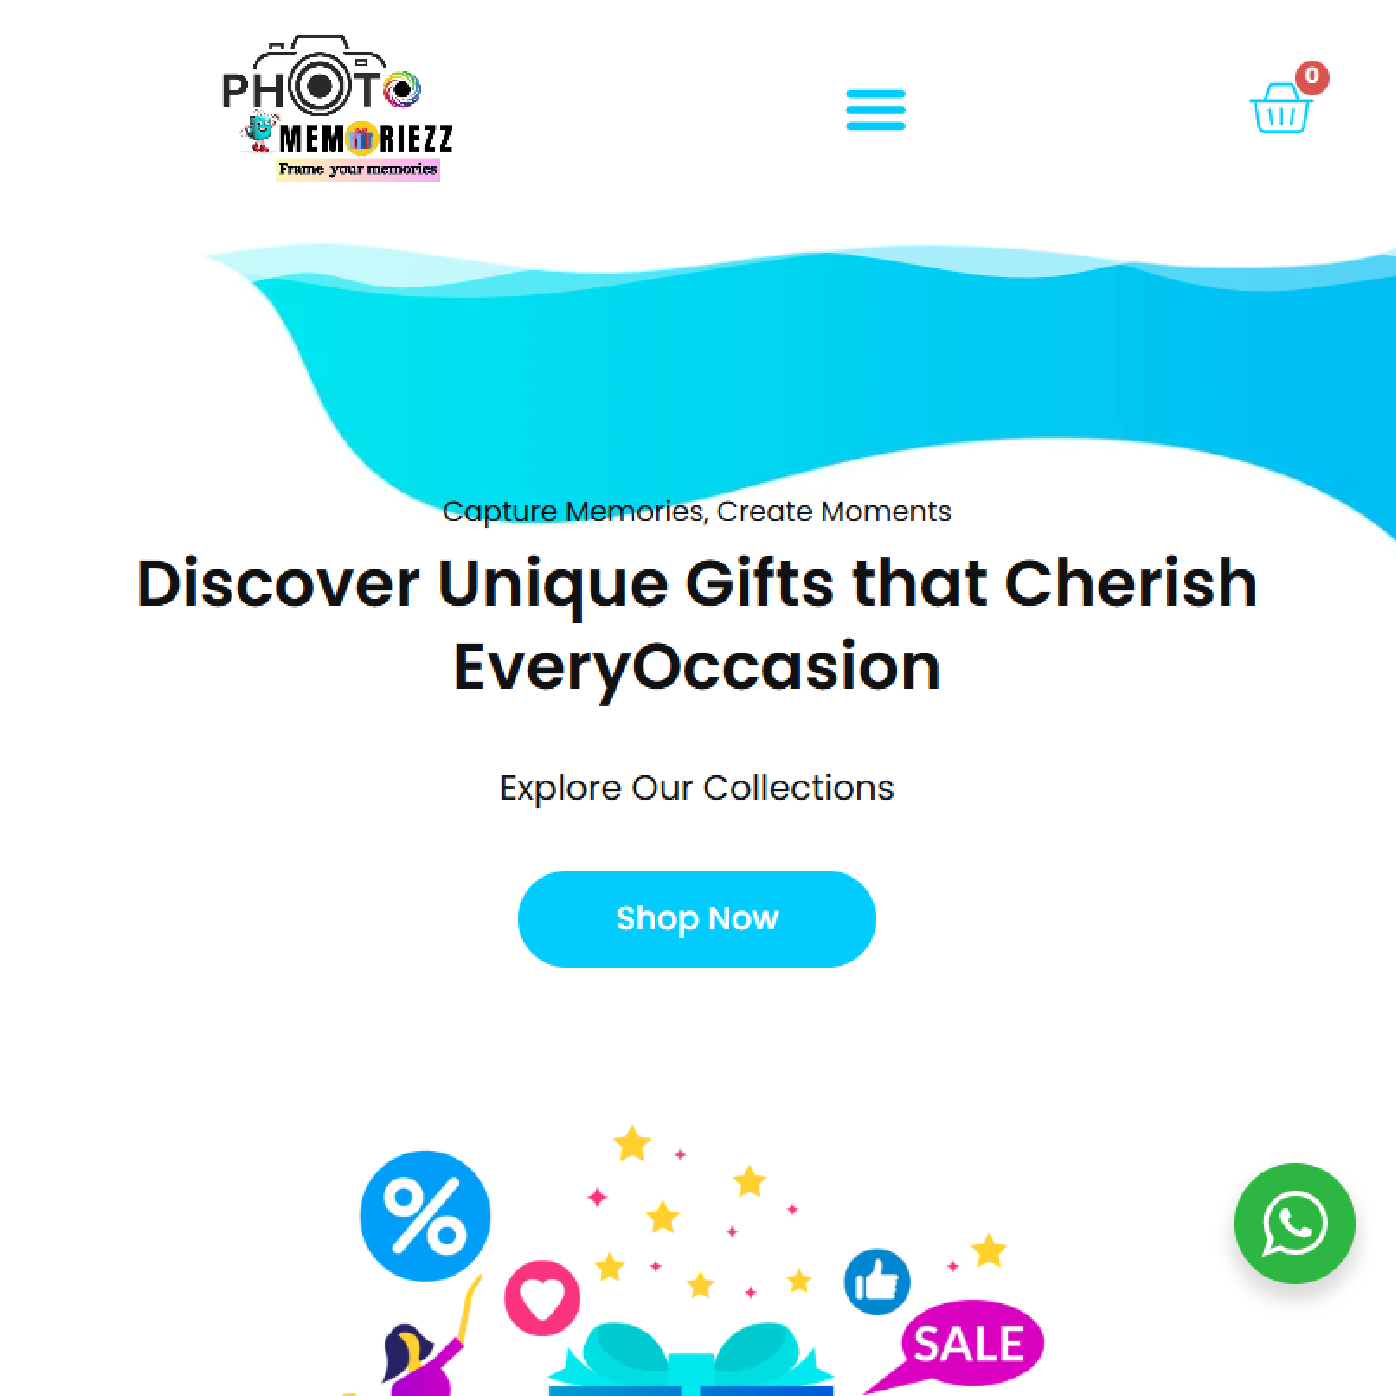 PHOTO
MEMORIEZZ
Frame your memories
0
Capture Memories, Create Moments
Discover Unique Gifts that Cherish
EveryOccasion
Explore Our Collections
Shop Now
%
SALE